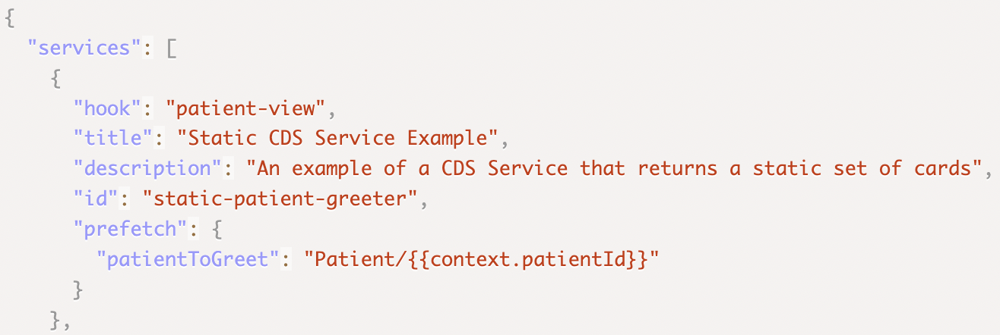 {
  "services": [
    {
      "hook": "patient-view",
      "title": "Static CDS Service Example",
      "description": "An example of a CDS Service that returns a static set of cards",
      "id": "static-patient-greeter",
      "prefetch": {
        "patientToGreet": "Patient/{{context.patientId}}"
      }
    },